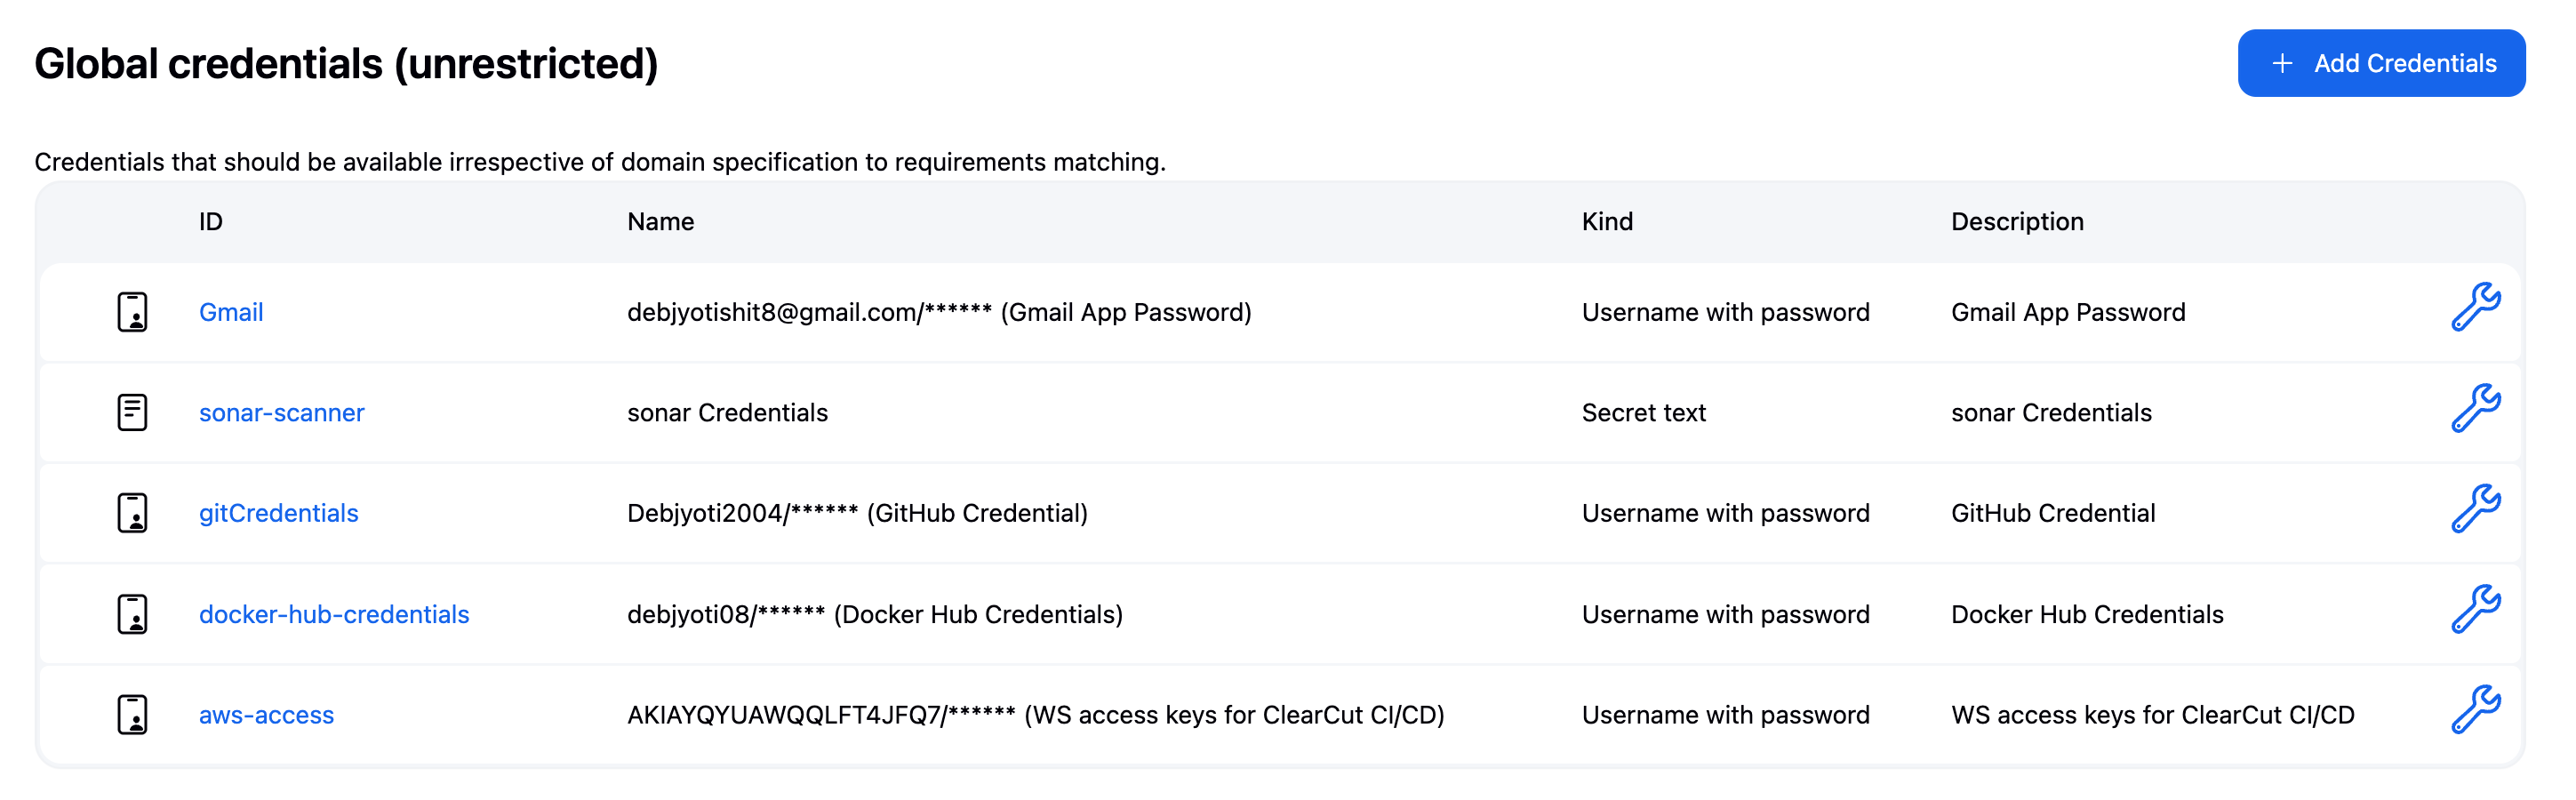 Global credentials (unrestricted)
+ Add Credentials
Credentials that should be available irrespective of domain specification to requirements matching.
ID Name Kind Description
Gmail debjyotishit8@gmail.com/****** (Gmail App Password) Username with password Gmail App Password
sonar-scanner sonar Credentials Secret text sonar Credentials
gitCredentials Debjyoti2004/****** (GitHub Credential) Username with password GitHub Credential
docker-hub-credentials debjyoti08/****** (Docker Hub Credentials) Username with password Docker Hub Credentials
aws-access AKIAYQYUAWQQLFT4JFQ7/****** (WS access keys for ClearCut CI/CD) Username with password WS access keys for ClearCut CI/CD